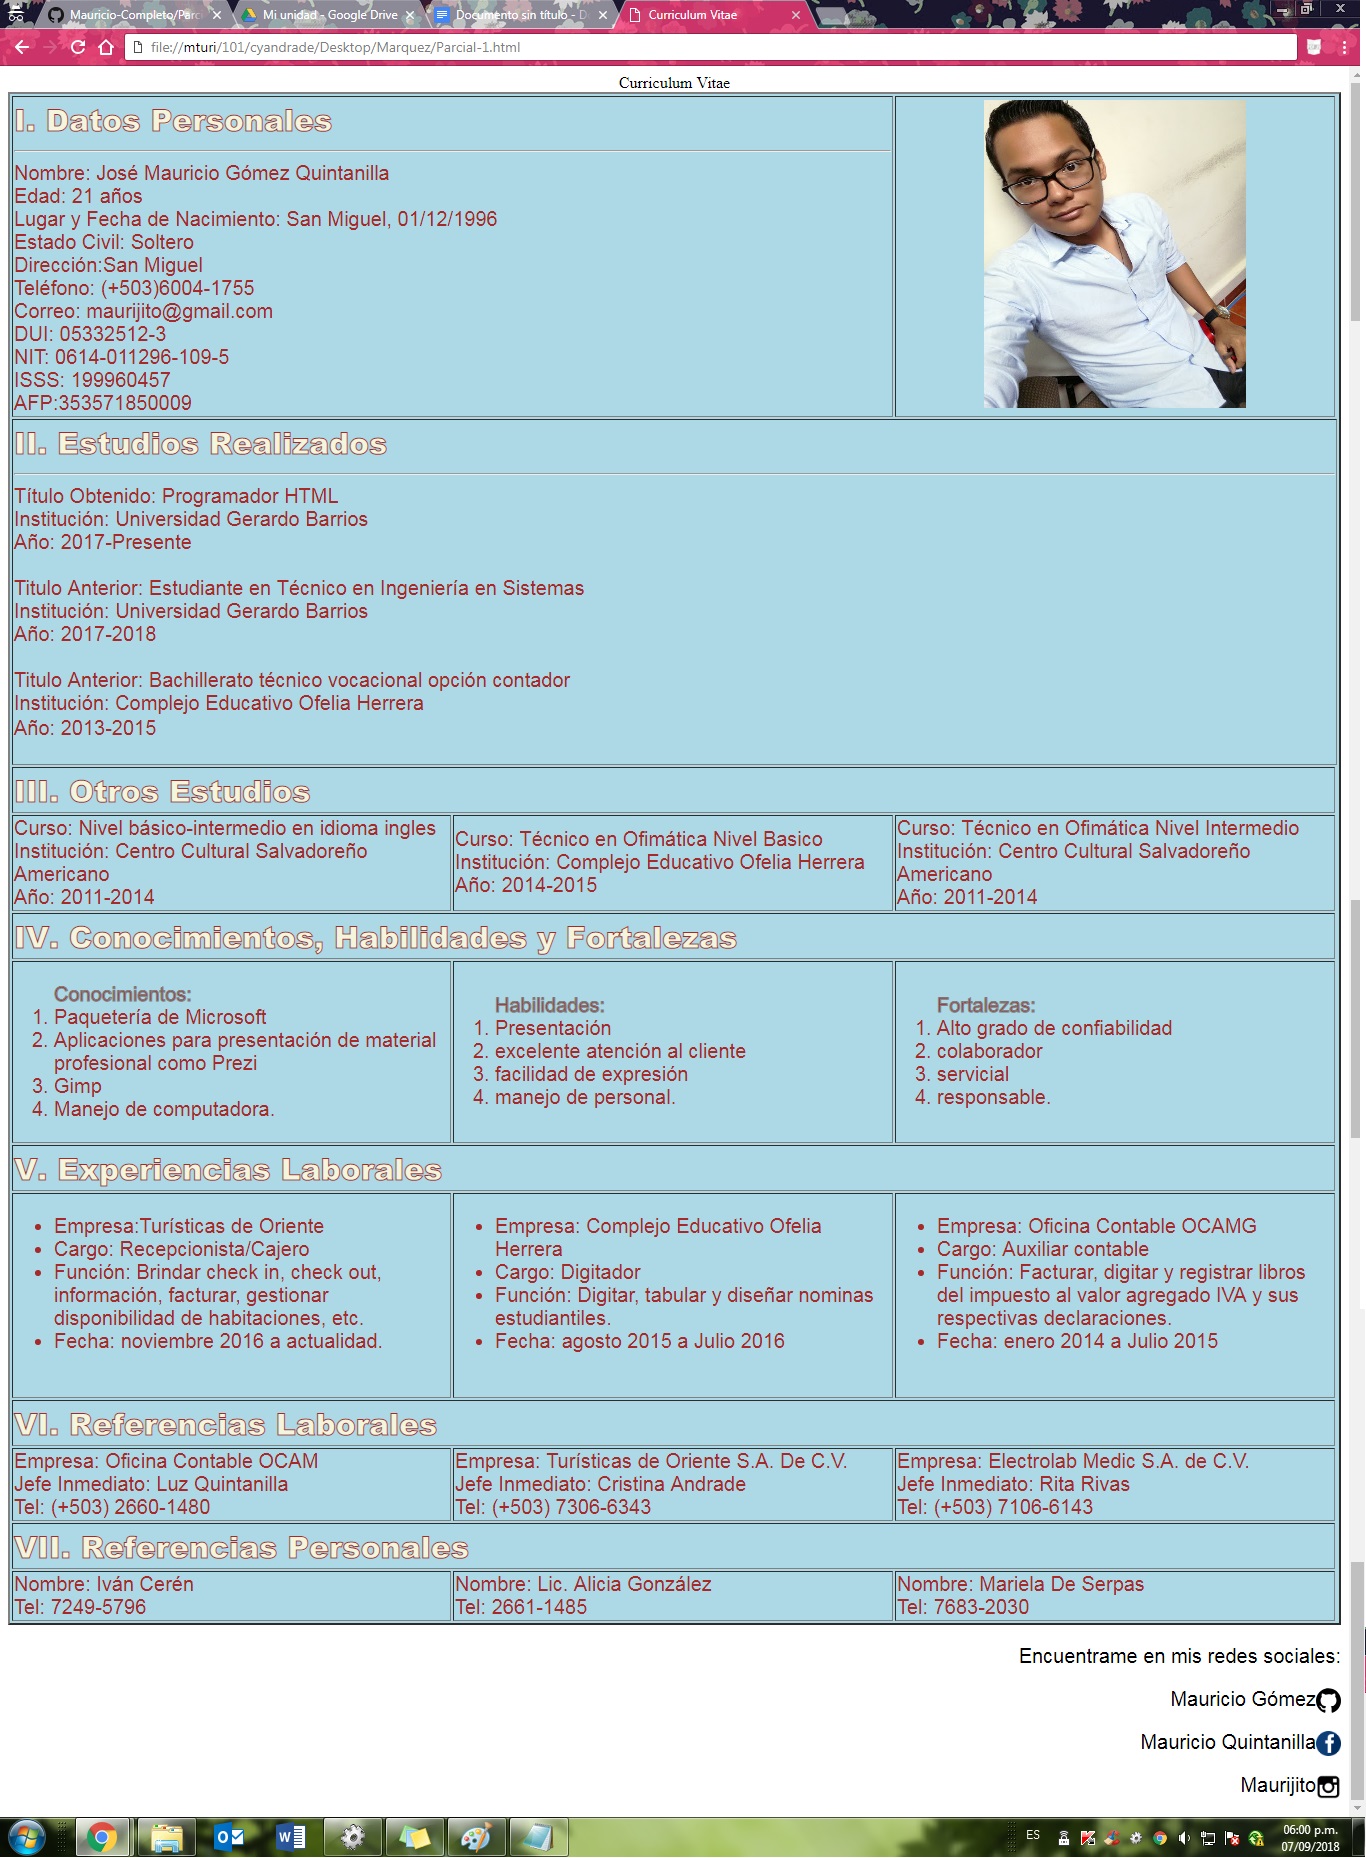 Mauricio-Completo/Parc
Mi unidad - Google Drive
Documento sin título - D
Curriculum Vitae
file://mturi/101/cyandrade/Desktop/Marquez/Parcial-1.html
Curriculum Vitae
I. Datos Personales
Nombre: José Mauricio Gómez Quintanilla
Edad: 21 años
Lugar y Fecha de Nacimiento: San Miguel, 01/12/1996
Estado Civil: Soltero
Dirección:San Miguel
Teléfono: (+503)6004-1755
Correo: maurijito@gmail.com
DUI: 05332512-3
NIT: 0614-011296-109-5
ISSS: 199960457
AFP:353571850009
II. Estudios Realizados
Título Obtenido: Programador HTML
Institución: Universidad Gerardo Barrios
Año: 2017-Presente
Titulo Anterior: Estudiante en Técnico en Ingeniería en Sistemas
Institución: Universidad Gerardo Barrios
Año: 2017-2018
Titulo Anterior: Bachillerato técnico vocacional opción contador
Institución: Complejo Educativo Ofelia Herrera
Año: 2013-2015
III. Otros Estudios
Curso: Nivel básico-intermedio en idioma ingles
Institución: Centro Cultural Salvadoreño
Americano
Año: 2011-2014
Curso: Técnico en Ofimática Nivel Basico
Institución: Complejo Educativo Ofelia Herrera
Año: 2014-2015
Curso: Técnico en Ofimática Nivel Intermedio
Institución: Centro Cultural Salvadoreño
Americano
Año: 2011-2014
IV. Conocimientos, Habilidades y Fortalezas
Conocimientos:
1. Paquetería de Microsoft
2. Aplicaciones para presentación de material
profesional como Prezi
3. Gimp
4. Manejo de computadora.
Habilidades:
1. Presentación
2. excelente atención al cliente
3. facilidad de expresión
4. manejo de personal.
Fortalezas:
1. Alto grado de confiabilidad
2. colaborador
3. servicial
4. responsable.
V. Experiencias Laborales
• Empresa:Turísticas de Oriente
• Cargo: Recepcionista/Cajero
• Función: Brindar check in, check out,
información, facturar, gestionar
disponibilidad de habitaciones, etc.
• Fecha: noviembre 2016 a actualidad.
• Empresa: Complejo Educativo Ofelia
Herrera
• Cargo: Digitador
• Función: Digitar, tabular y diseñar nominas
estudiantiles.
• Fecha: agosto 2015 a Julio 2016
• Empresa: Oficina Contable OCAMG
• Cargo: Auxiliar contable
• Función: Facturar, digitar y registrar libros
del impuesto al valor agregado IVA y sus
respectivas declaraciones.
• Fecha: enero 2014 a Julio 2015
VI. Referencias Laborales
Empresa: Oficina Contable OCAM
Jefe Inmediato: Luz Quintanilla
Tel: (+503) 2660-1480
Empresa: Turísticas de Oriente S.A. De C.V.
Jefe Inmediato: Cristina Andrade
Tel: (+503) 7306-6343
Empresa: Electrolab Medic S.A. de C.V.
Jefe Inmediato: Rita Rivas
Tel: (+503) 7106-6143
VII. Referencias Personales
Nombre: Iván Cerén
Tel: 7249-5796
Nombre: Lic. Alicia González
Tel: 2661-1485
Nombre: Mariela De Serpas
Tel: 7683-2030
Encuentrame en mis redes sociales:
Mauricio Gómez
Mauricio Quintanilla
Maurijito
ES
06:00 p.m.
07/09/2018